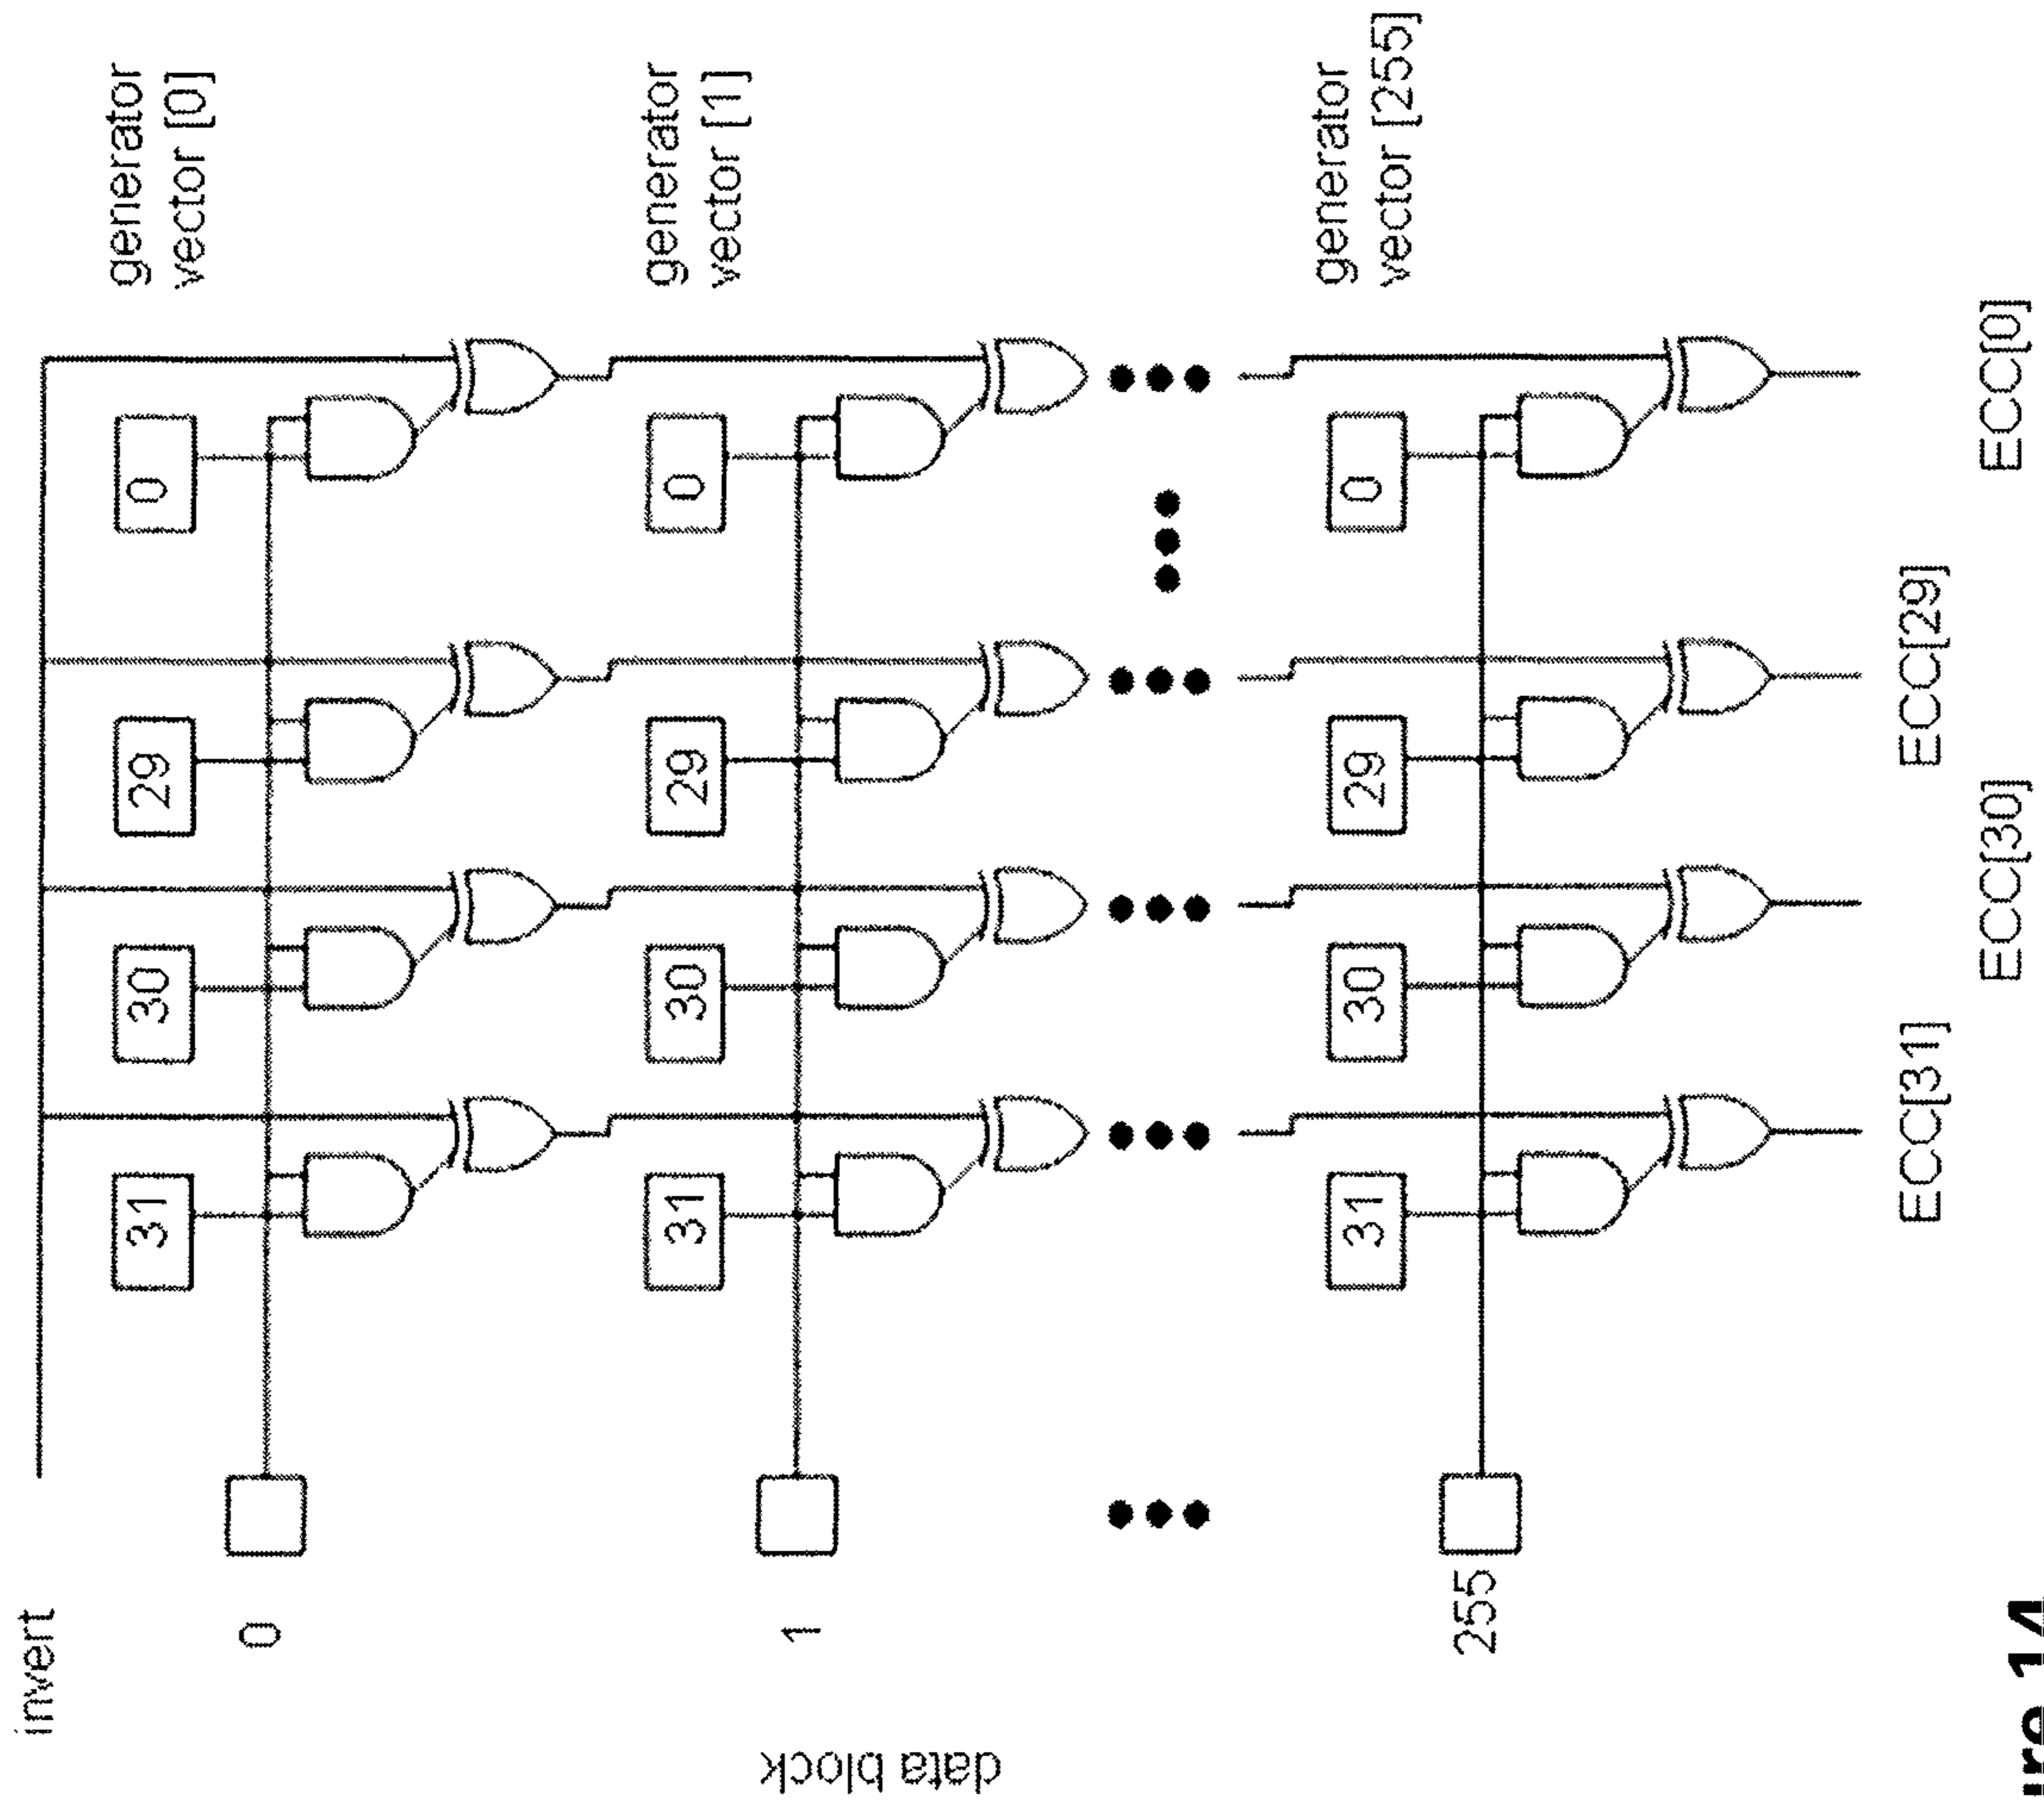 invert
generator
vector [0]
31 30 29 0
0
data block
generator
vector [1]
31 30 29 0
1
generator
vector [255]
31 30 29 0
255
ECC[31] ECC[30] ECC[29] ECC[0]